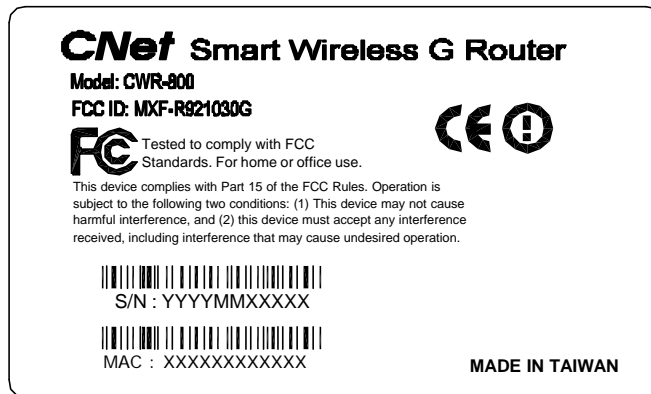 CNet Smart Wireless G Router
Model: CWR-800
FCC ID: MXF-R921030G
FC Tested to comply with FCC
Standards. For home or office use.
CE
This device complies with Part 15 of the FCC Rules. Operation is
subject to the following two conditions: (1) This device may not cause
harmful interference, and (2) this device must accept any interference
received, including interference that may cause undesired operation.
S/N : YYYYMMXXXXX
MAC : XXXXXXXXXXXX
MADE IN TAIWAN